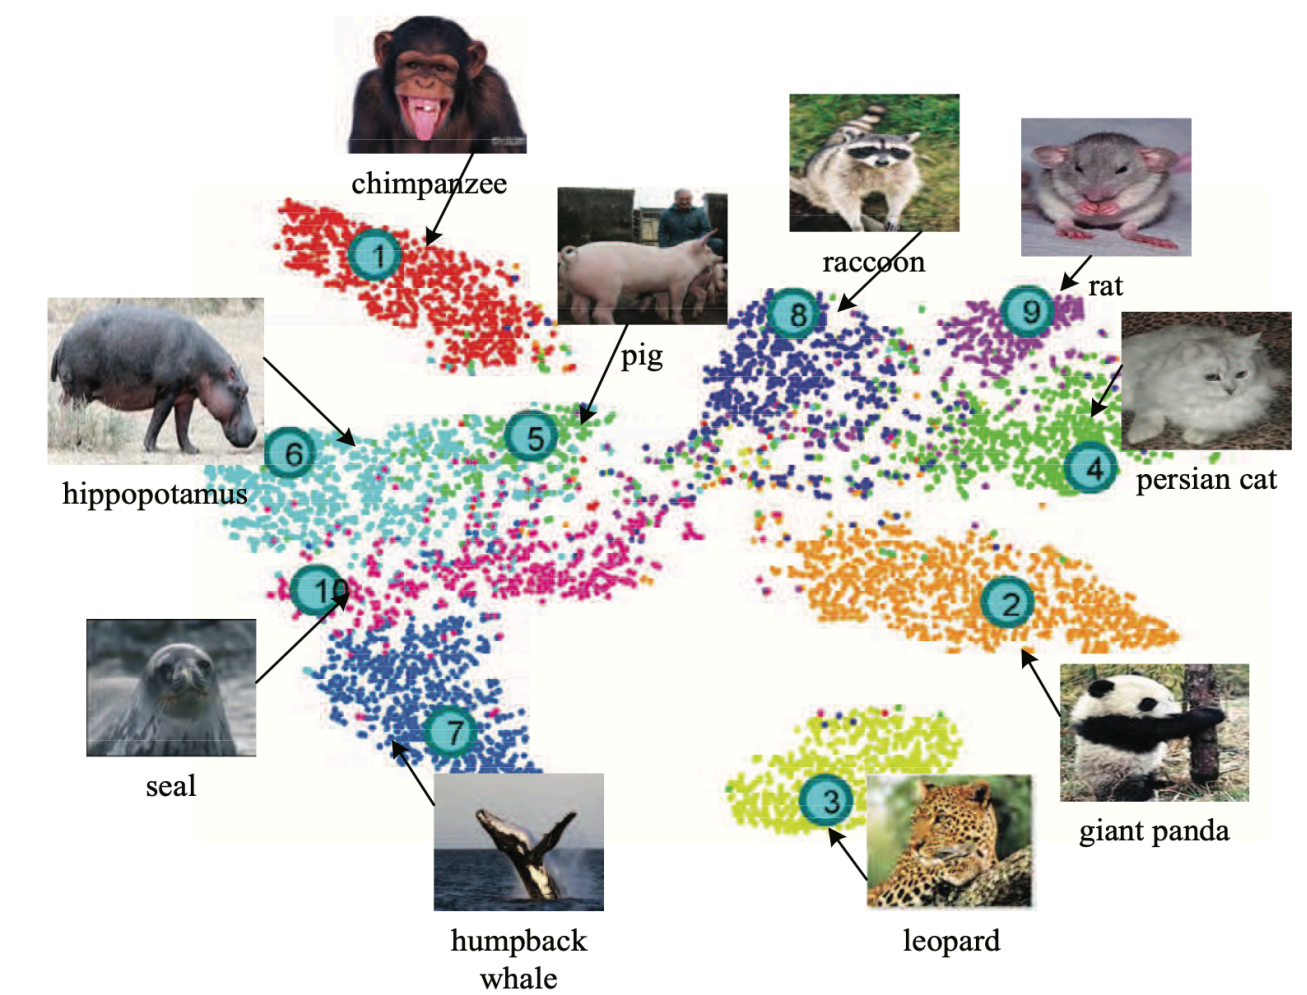 chimpanzee
raccoon
rat
pig
hippopotamus
persian cat
seal
giant panda
humpback
whale
leopard
1
8
9
5
6
4
10
2
7
3